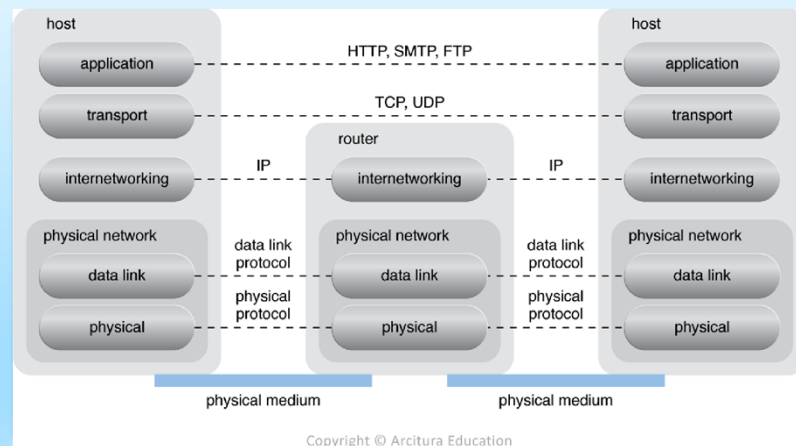 host
host
application
HTTP, SMTP, FTP
application
transport
TCP, UDP
transport
router
internetworking
IP
internetworking
IP
internetworking
physical network
data link
protocol
physical network
data link
protocol
physical network
data link
data link
data link
physical
protocol
physical
protocol
physical
physical
physical
physical medium
physical medium
Copyright © Arcitura Education